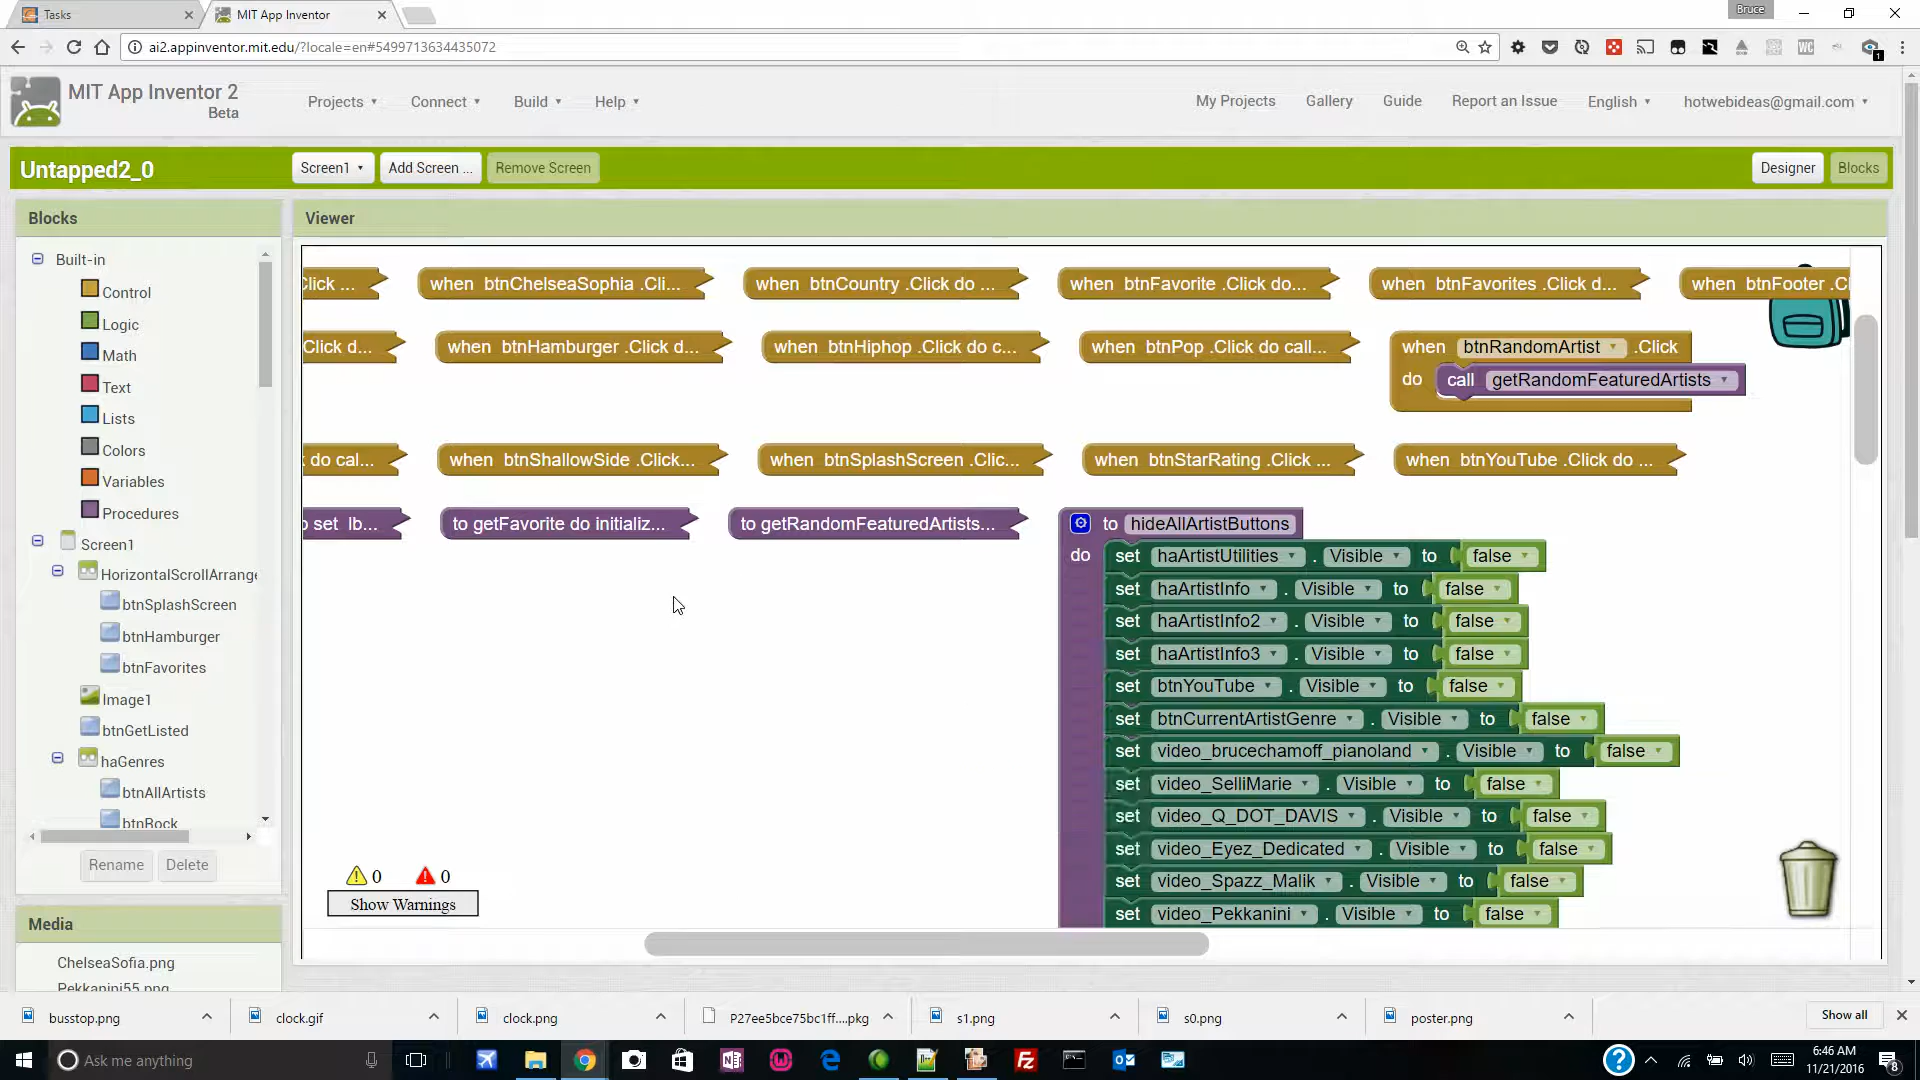 Tasks
MIT App Inventor
Bruce
ai2.appinventor.mit.edu/?locale=en#5499713634435072
WC
1
MIT App Inventor 2
Beta
Projects
Connect
Build
Help
My Projects
Gallery
Guide
Report an Issue
English
hotwebideas@gmail.com
Untapped2_0
Screen1
Add Screen ...
Remove Screen
Designer
Blocks
Blocks
Viewer
Built-in
Control
Logic
Math
Text
Lists
Colors
Variables
Procedures
Screen1
HorizontalScrollArrange
btnSplashScreen
btnHamburger
btnFavorites
Image1
btnGetListed
haGenres
btnAllArtists
btnRock
Rename
Delete
Media
ChelseaSofia.png
Pekkanini55.png
Click ...
when btnChelseaSophia .Cli...
when btnCountry .Click do ...
when btnFavorite .Click do...
when btnFavorites .Click d...
when btnFooter .Cl
Click d...
when btnHamburger .Click d...
when btnHiphop .Click do c...
when btnPop .Click do call...
when btnRandomArtist .Click
do call getRandomFeaturedArtists
do cal...
when btnShallowSide .Click...
when btnSplashScreen .Clic...
when btnStarRating .Click ...
when btnYouTube .Click do ...
set lb...
to getFavorite do initializ...
to getRandomFeaturedArtists...
to hideAllArtistButtons
do set haArtistUtilities . Visible to false
set haArtistInfo . Visible to false
set haArtistInfo2 . Visible to false
set haArtistInfo3 . Visible to false
set btnYouTube . Visible to false
set btnCurrentArtistGenre . Visible to false
set video_brucechamoff_pianoland . Visible to false
set video_SelliMarie . Visible to false
set video_Q_DOT_DAVIS . Visible to false
set video_Eyez_Dedicated . Visible to false
set video_Spazz_Malik . Visible to false
set video_Pekkanini . Visible to false
0
0
Show Warnings
busstop.png
clock.gif
clock.png
P27ee5bce75bc1ff....pkg
s1.png
s0.png
poster.png
Show all
Ask me anything
6:46 AM
11/21/2016
8